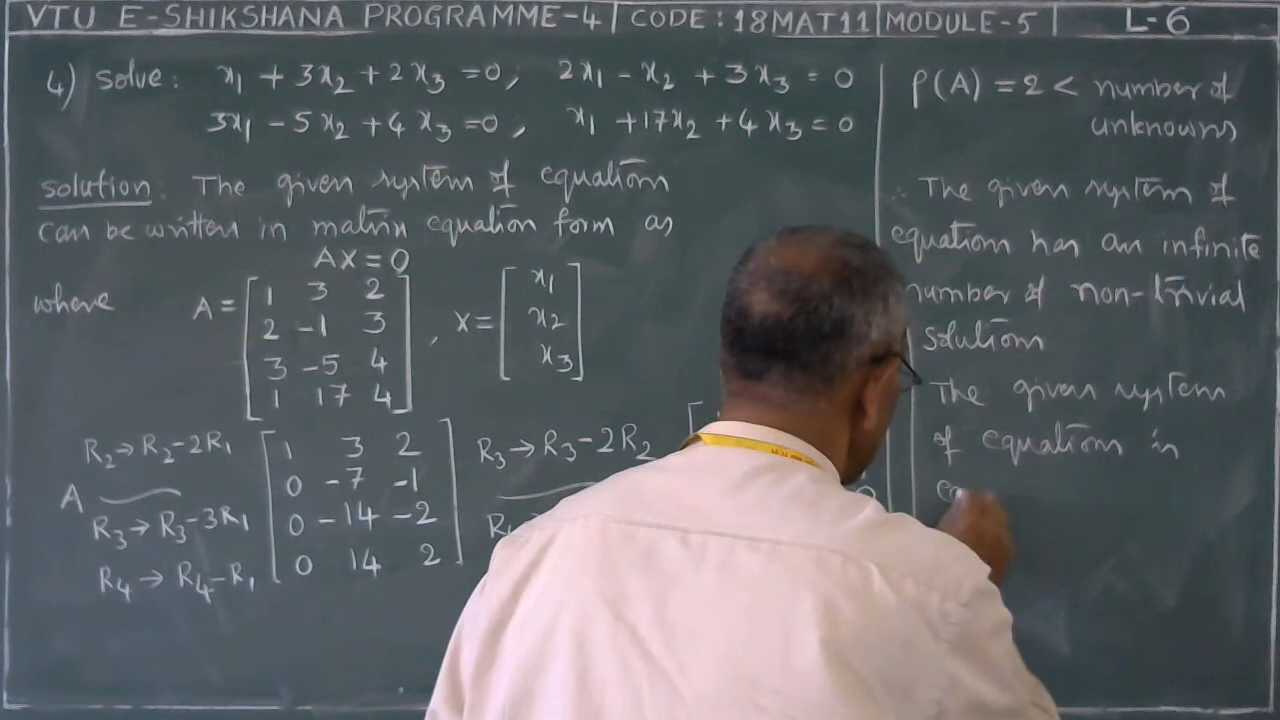 VTU E-SHIKSHANA PROGRAMME-4 | CODE: 18MAT11 | MODULE-5 | L-6
4) solve: x₁ + 3x₂ + 2x₃ = 0, 2x₁ - x₂ + 3x₃ = 0
3x₁ - 5x₂ + 4x₃ = 0, x₁ + 17x₂ + 4x₃ = 0
solution: The given system of equation
can be written in matrix equation form as
AX = 0
where A = [1 3 2
2 -1 3
3 -5 4
1 17 4], X = [x₁
x₂
x₃]
A
R₂→R₂-2R₁
R₃→R₃-3R₁
R₄→R₄-R₁
[1 3 2
0 -7 -1
0 -14 -2
0 14 2]
R₃→R₃-2R₂
ρ(A) = 2 < number of
unknowns
∴ The given system of
equation has an infinite
number of non-trivial
solution
The given system
of equation is